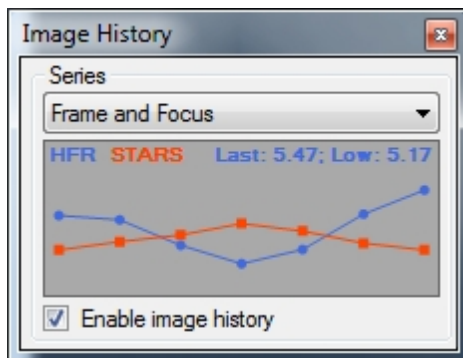 Image History
Series
Frame and Focus
HFR STARS Last: 5.47; Low: 5.17
Enable image history